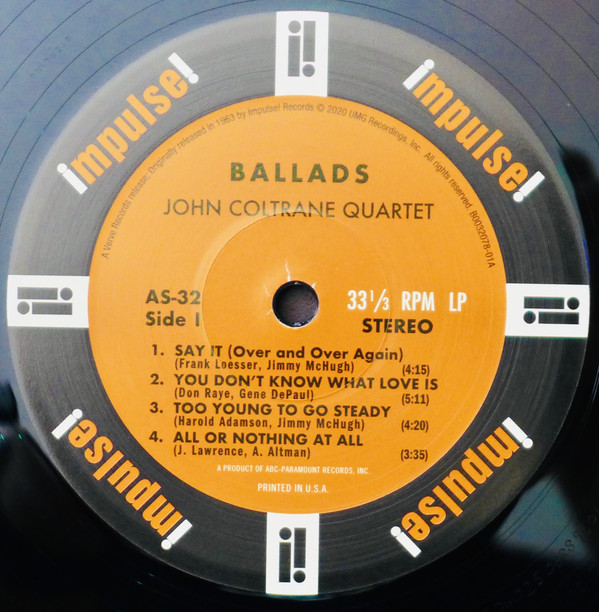 impulse!
impulse!
A Verve Records release. Originally released in 1963 by Impulse! Records © 2020 UMG Recordings, Inc. All rights reserved. B0032078-01A
BALLADS
JOHN COLTRANE QUARTET
AS-32
Side I
33 1/3 RPM LP
STEREO
1. SAY IT (Over and Over Again)
(Frank Loesser, Jimmy McHugh) (4:15)
2. YOU DON'T KNOW WHAT LOVE IS
(Don Raye, Gene DePaul) (5:11)
3. TOO YOUNG TO GO STEADY
(Harold Adamson, Jimmy McHugh) (4:20)
4. ALL OR NOTHING AT ALL
(J. Lawrence, A. Altman) (3:35)
A PRODUCT OF ABC-PARAMOUNT RECORDS, INC.
PRINTED IN U.S.A.
impulse!
impulse!